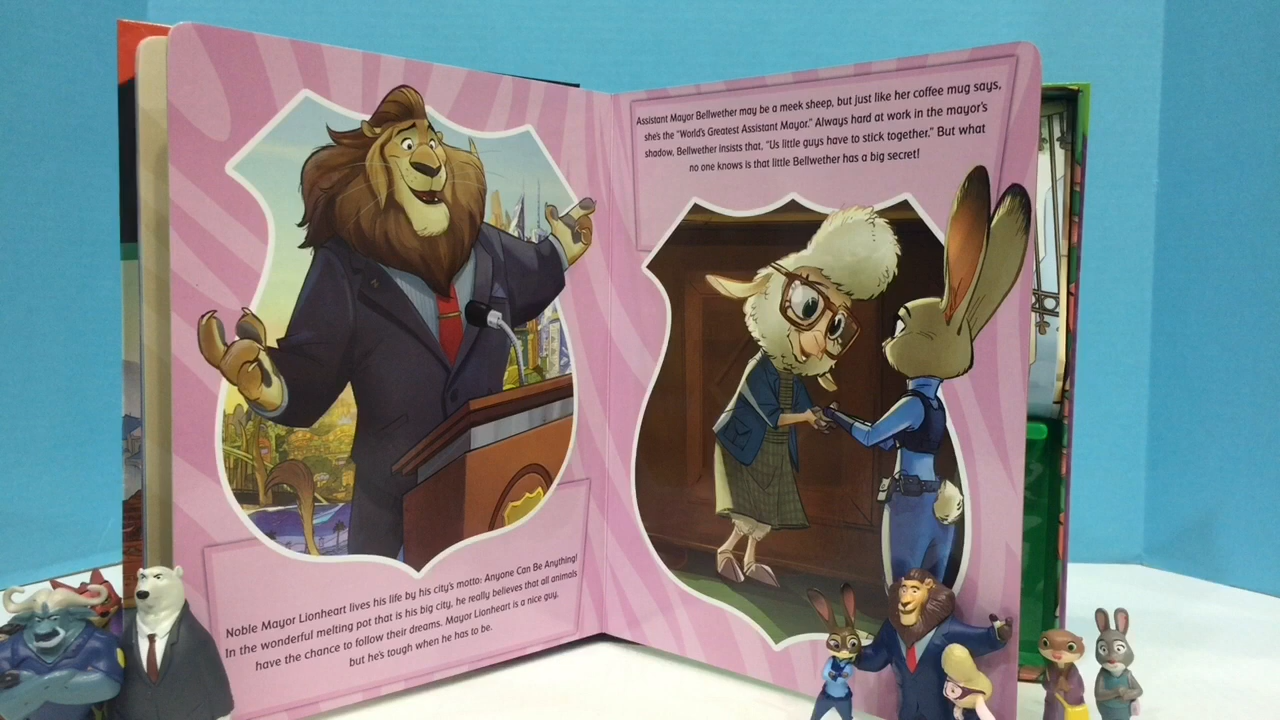 Noble Mayor Lionheart lives his life by his city's motto: Anyone Can Be Anything!
In the wonderful melting pot that is his big city, he really believes that all animals
have the chance to follow their dreams. Mayor Lionheart is a nice guy,
but he's tough when he has to be.
Assistant Mayor Bellwether may be a meek sheep, but just like her coffee mug says,
she's the "World's Greatest Assistant Mayor." Always hard at work in the mayor's
shadow, Bellwether insists that, "Us little guys have to stick together." But what
no one knows is that little Bellwether has a big secret!